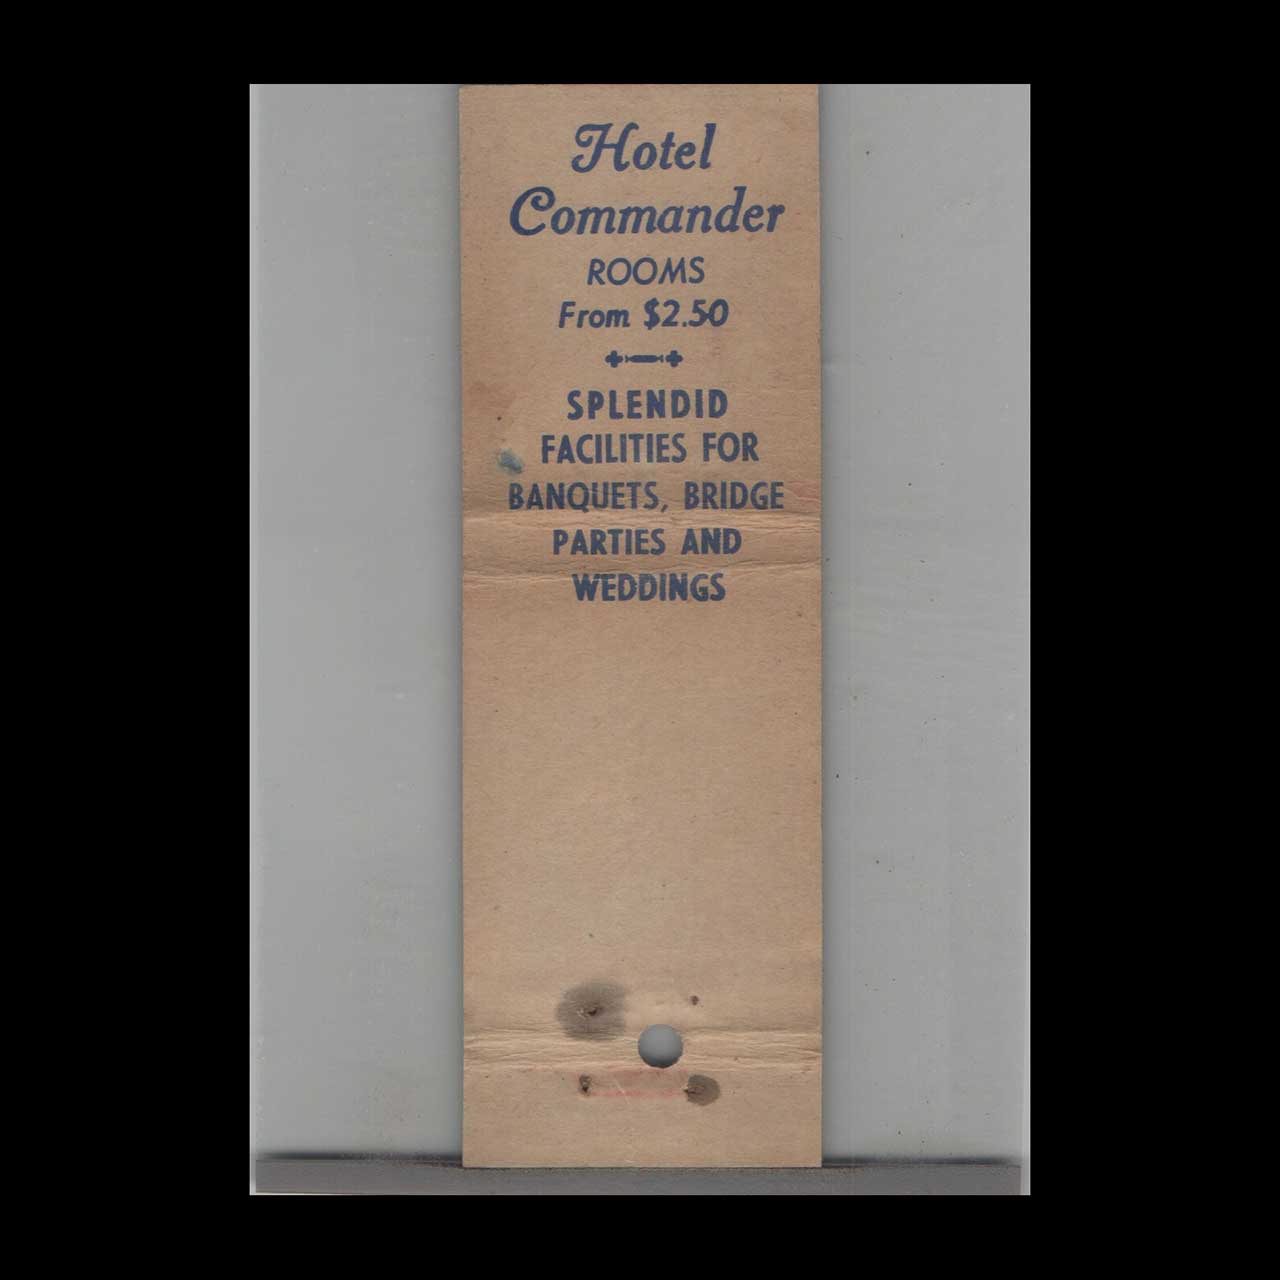 Hotel
Commander
ROOMS
From $2.50
SPLENDID
FACILITIES FOR
BANQUETS, BRIDGE
PARTIES AND
WEDDINGS